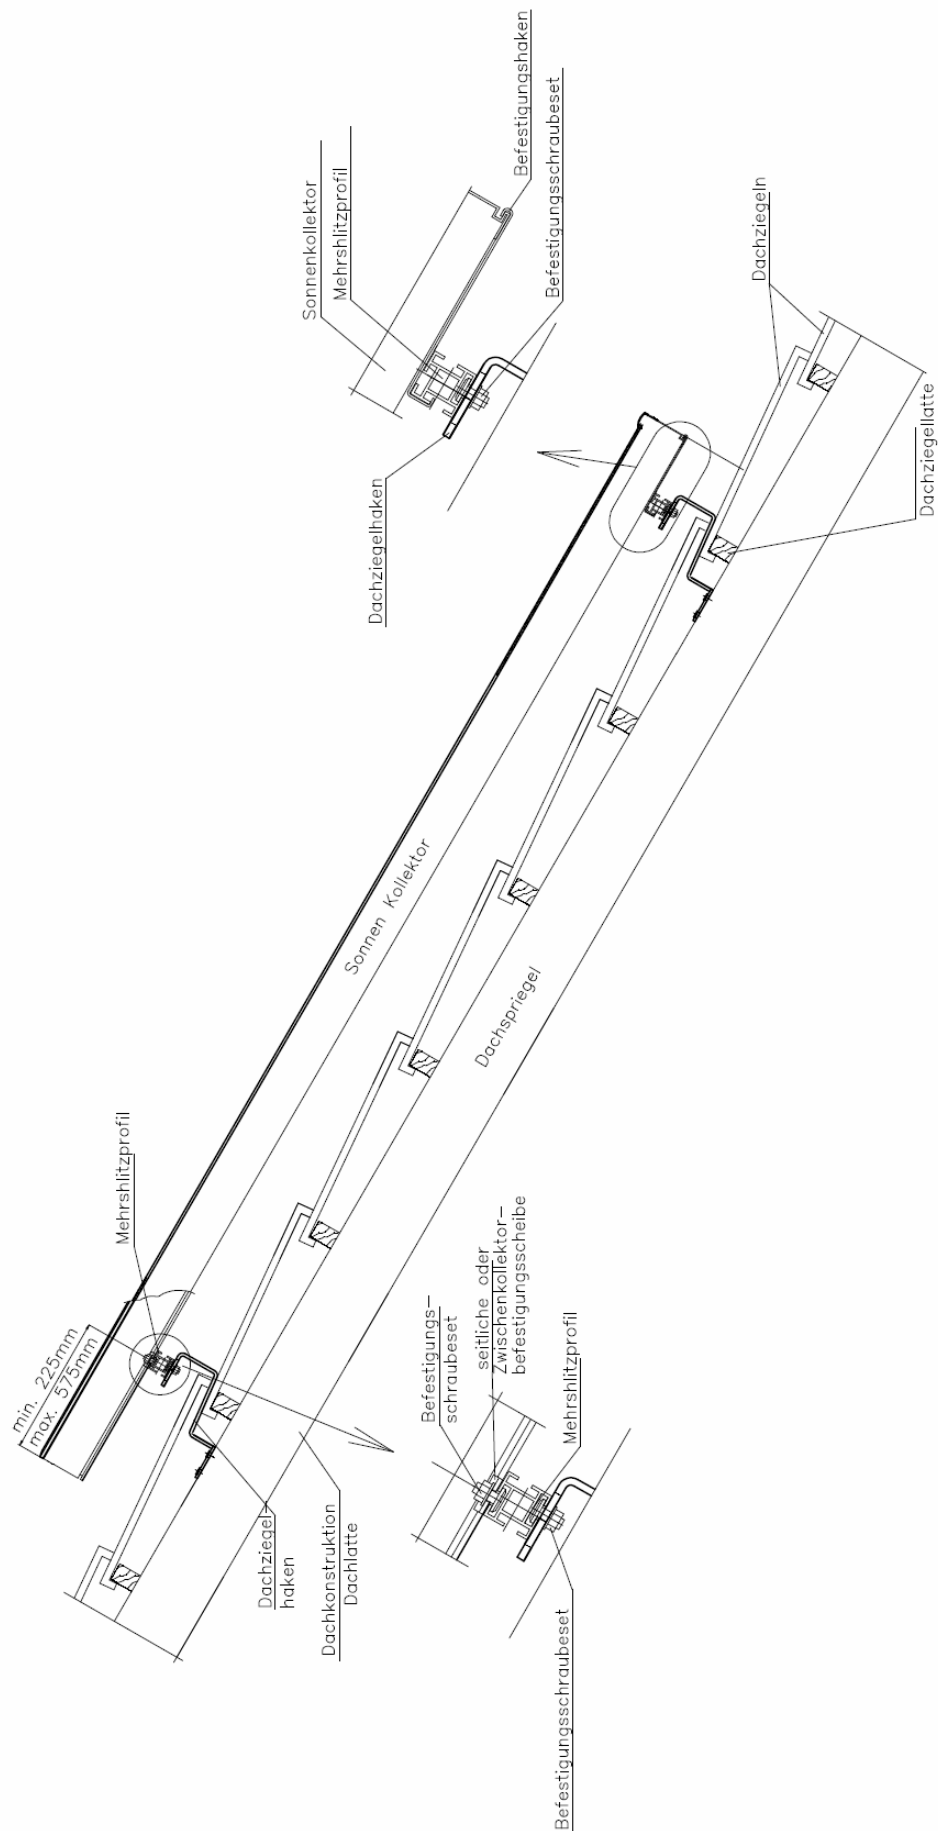 min. 225mm
max. 575mm
Mehrshlitzprofil
Sonnen Kollektor
Dachspriegel
Dachziegel–
haken
Dachkonstruktion
Dachlatte
Befestigungs–
schraubeset
seitliche oder
Zwischenkollektor–
befestigungsscheibe
Mehrshlitzprofil
Befestigungsschraubeset
Sonnenkollektor
Mehrshlitzprofil
Befestigungshaken
Befestigungsschraubeset
Dachziegelhaken
Dachziegeln
Dachziegellatte